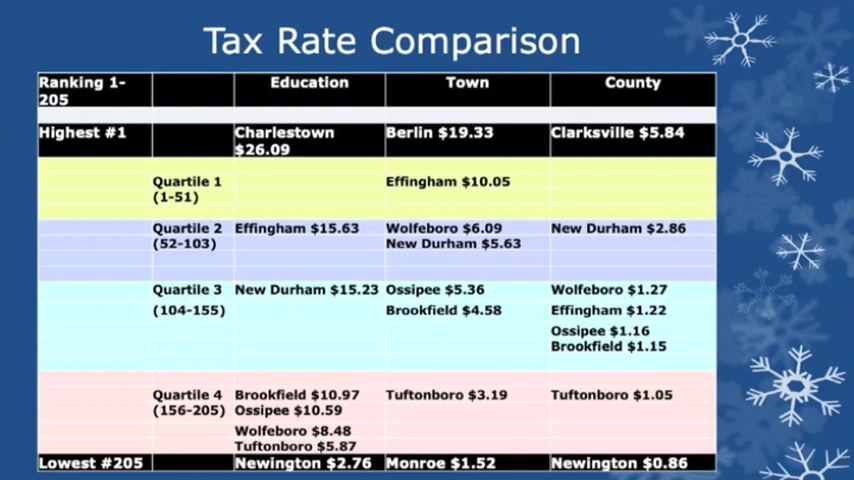 Tax Rate Comparison
Ranking 1-205 Education Town County
Highest #1 Charlestown $26.09 Berlin $19.33 Clarksville $5.84
Quartile 1 (1-51) Effingham $10.05
Quartile 2 (52-103) Effingham $15.63 Wolfeboro $6.09 New Durham $5.63 New Durham $2.86
Quartile 3 (104-155) New Durham $15.23 Ossipee $5.36 Brookfield $4.58 Wolfeboro $1.27 Effingham $1.22 Ossipee $1.16 Brookfield $1.15
Quartile 4 (156-205) Brookfield $10.97 Ossipee $10.59 Wolfeboro $8.48 Tuftonboro $5.87 Tuftonboro $3.19 Tuftonboro $1.05
Lowest #205 Newington $2.76 Monroe $1.52 Newington $0.86